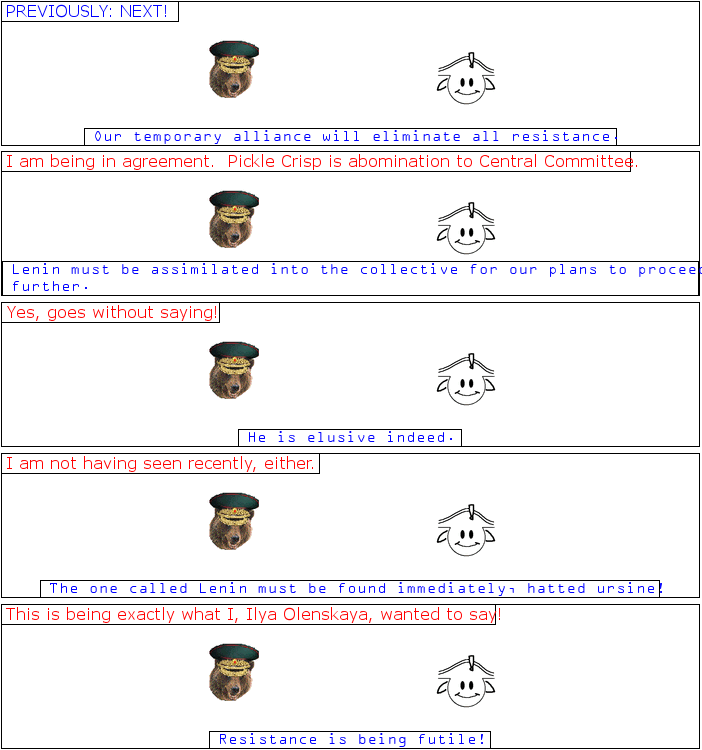 PREVIOUSLY: NEXT!
Our temporary alliance will eliminate all resistance.
I am being in agreement.  Pickle Crisp is abomination to Central Committee.
Lenin must be assimilated into the collective for our plans to proceed
further.
Yes, goes without saying!
He is elusive indeed.
I am not having seen recently, either.
The one called Lenin must be found immediately, hatted ursine!
This is being exactly what I, Ilya Olenskaya, wanted to say!
Resistance is being futile!